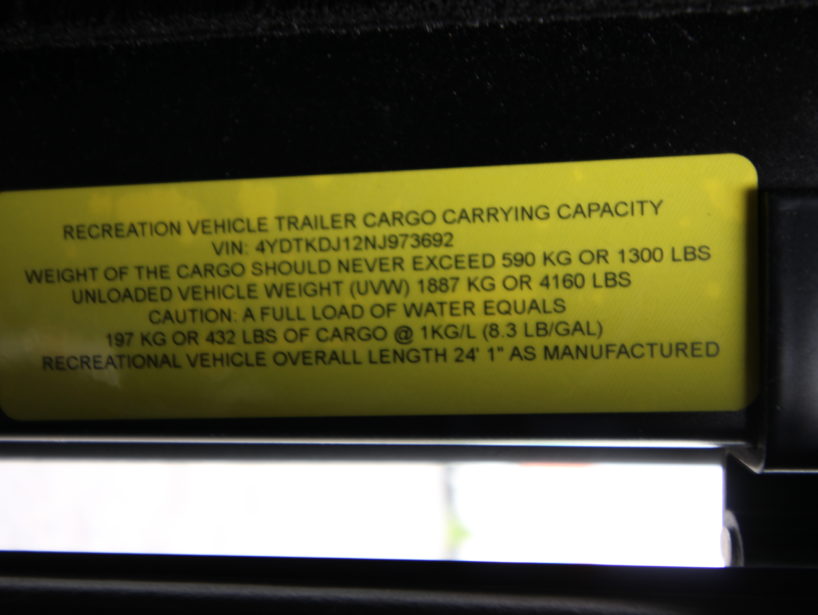 RECREATION VEHICLE TRAILER CARGO CARRYING CAPACITY
VIN: 4YDTKDJ12NJ973692
WEIGHT OF THE CARGO SHOULD NEVER EXCEED 590 KG OR 1300 LBS
UNLOADED VEHICLE WEIGHT (UVW) 1887 KG OR 4160 LBS
CAUTION: A FULL LOAD OF WATER EQUALS
197 KG OR 432 LBS OF CARGO @ 1KG/L (8.3 LB/GAL)
RECREATIONAL VEHICLE OVERALL LENGTH 24' 1" AS MANUFACTURED